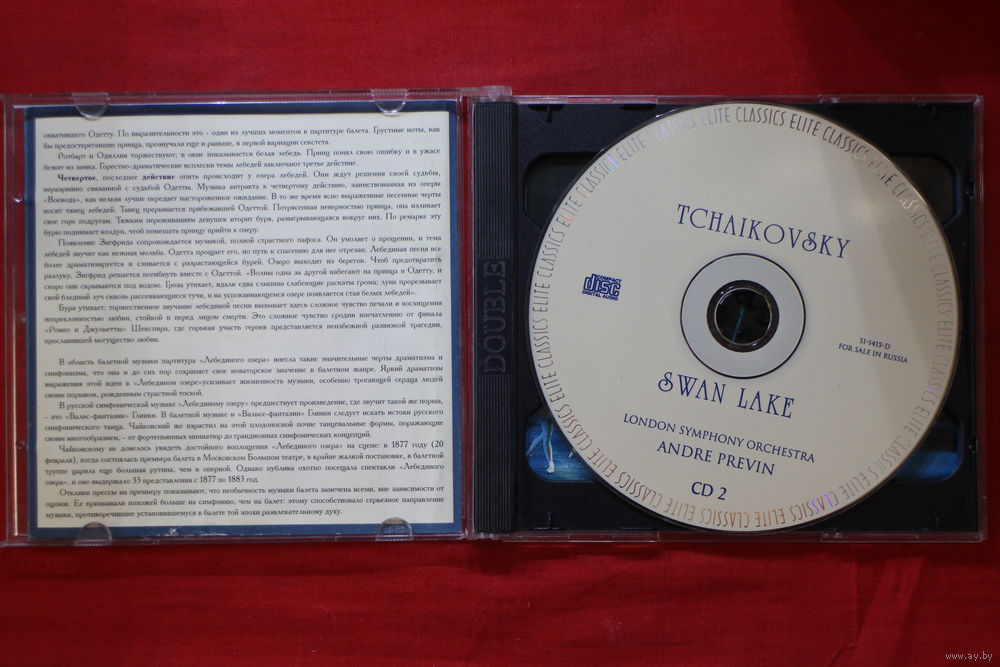 охватившего Одетту. По выразительности это - один из лучших моментов в партитуре балета. Грустные ноты, как
бы предостерегавшие принца, прозвучали еще и раньше, в первой вариации секстета.
Ротбарт и Одиллия торжествуют; в окне показывается белая лебедь. Принц понял свою ошибку и в ужасе
бежит из замка. Горестно-драматические всплески темы лебедей заключают третье действие.
Четвертое, последнее действие опять происходит у озера лебедей. Они ждут решения своей судьбы,
неразрывно связанной с судьбой Одетты. Музыка антракта к четвертому действию, заимствованная из оперы
«Воевода», как нельзя лучше передает настороженное ожидание. В то же время ясно выраженные песенные черты
носит танец лебедей. Танец прерывается прибежавшей Одеттой. Потрясенная неверностью принца, она изливает
свое горе подругам. Тяжким переживаниям девушек вторит буря, разыгрывающаяся вокруг них. По ремарке эту
бурю поднимает колдун, чтоб помешать принцу прийти к озеру.
Появление Зигфрида сопровождается музыкой, полной страстного пафоса. Он умоляет о прощении, и тема
лебедей звучит как нежная мольба. Одетта прощает его, но путь к спасению для нее отрезан. Лебединая песня все
более драматизируется и сливается с разрастающейся бурей. Озеро выходит из берегов. Чтоб предотвратить
разлуку, Зигфрид решается погибнуть вместе с Одеттой. «Волны одна за другой набегают на принца и Одетту, и
скоро они скрываются под водою. Гроза утихает, вдали едва слышны слабеющие раскаты грома; луна прорезывает
свой бледный луч сквозь рассеивающиеся тучи, и на успокаивающемся озере появляется стая белых лебедей».
Буря утихает; торжественное звучание лебединой песни вызывает здесь сложное чувство печали и восхищения
непреклонностью любви, стойкой и перед лицом смерти. Это сложное чувство сродни впечатлению от финала
«Ромео и Джульетты» Шекспира, где горькая участь героев представляется неизбежной развязкой трагедии,
прославившей могущество любви.
В область балетной музыки партитура «Лебединого озера» внесла такие значительные черты драматизма и
симфонизма, что она и до сих пор сохраняет свое новаторское значение в балетном жанре. Яркий драматизм
выражения этой идеи в «Лебедином озере»усиливает жизненность музыки, особенно трогающей сердца людей
своим порывом, рожденным страстной тоской.
В русской симфонической музыке «Лебединому озеру» предшествует произведение, где звучит такой же порыв,
- это «Вальс-фантазия» Глинки. В балетной музыке и «Вальсе-фантазии» Глинки следует искать истоки русского
симфонического танца. Чайковский же взрастил на этой плодоносной почве танцевальные формы, поражающие
своим многообразием, - от фортепьянных миниатюр до грандиозных симфонических концепций.
Чайковскому не довелось увидеть достойного воплощения «Лебединого озера» на сцене: в 1877 году (20
февраля), когда состоялась премьера балета в Московском Большом театре, в крайне жалкой постановке, в балетной
труппе царила еще большая рутина, чем в оперной. Однако публика охотно посещала спектакли «Лебединого
озера», и оно выдержало 33 представления с 1877 по 1883 год.
Отклики прессы на премьеру показывают, что необычность музыки балета замечена всеми, вне зависимости от
оценок. Ее признавали похожей больше на симфонию, чем на балет: этому способствовало серьезное направление
музыки, противоречившее установившемуся в балете той эпохи развлекательному духу.
DOUBLE
ELITE CLASSICS ELITE CLASSICS ELITE CLASSICS ELITE CLASSICS ELITE CLASSICS ELITE CLASSICS ELITE CLASSICS
TCHAIKOVSKY
COMPACT
disc
DIGITAL AUDIO
51-1415-D
FOR SALE IN RUSSIA
SWAN LAKE
LONDON SYMPHONY ORCHESTRA
ANDRE PREVIN
CD 2
www.ay.by